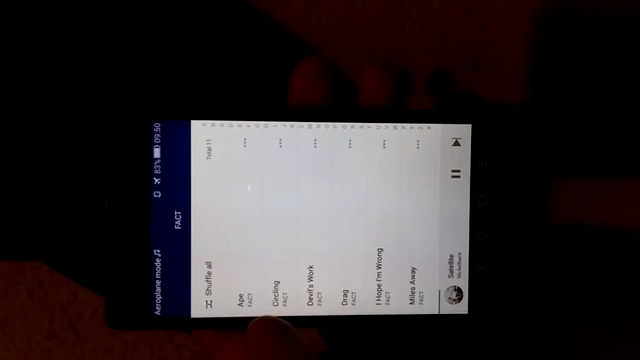 Aeroplane mode 83% 09:50
FACT
Shuffle all Total 11
Ape
FACT
Circling
FACT
Devil's Work
FACT
Drag
FACT
I Hope I'm Wrong
FACT
Miles Away
FACT
Satellite
Nickelback